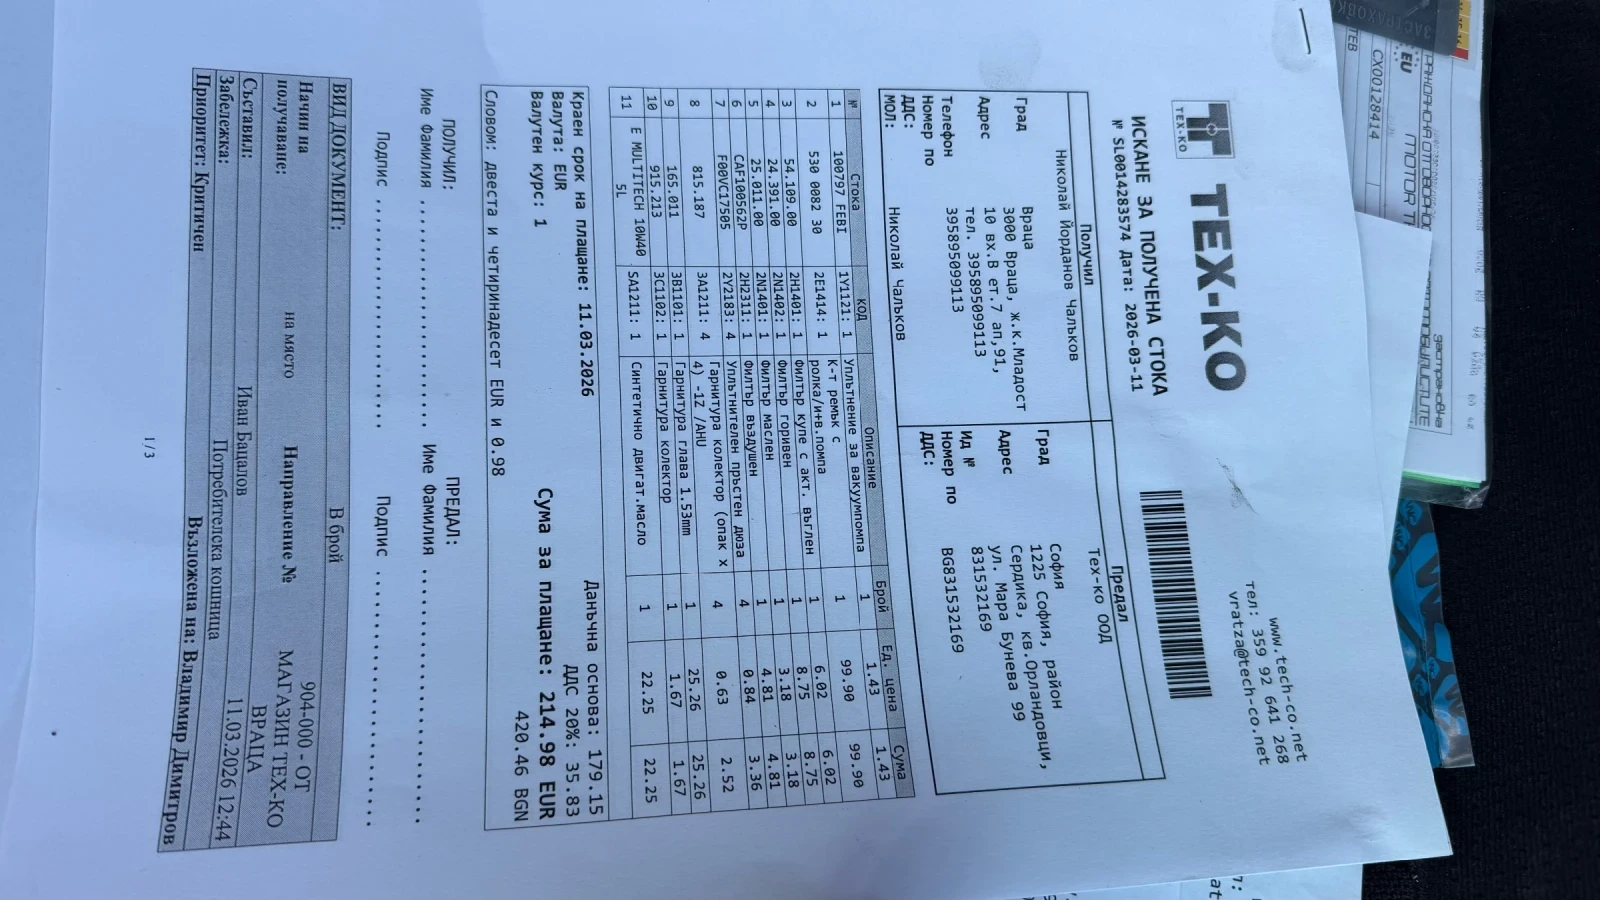 ТЕХ-КО
ТЕХ-КО
www.tech-co.net
тел: 359 92 641 268
vratza@tech-co.net
ИСКАНЕ ЗА ПОЛУЧЕНА СТОКА
№ SL0014283574 Дата: 2026-03-11
Получил
Николай Йорданов Чальков
Град Враца
Адрес 3000 Враца, ж.к.Младост
10 вх.В ет.7 ап,91,
тел. 395895099113
Телефон 395895099113
Номер по
ДДС:
МОЛ: Николай Чальков
Предал
Тех-ко ООД
Град София
Адрес 1225 София, район
Сердика, кв.Орландовци,
ул. Мара Бунева 99
ИД № 831532169
Номер по BG831532169
ДДС:
№ Стока Код Описание Брой Ед. цена Сума
1 100797 FEBI 1Y1121: 1 Уплътнение за вакуумпомпа 1 1.43 1.43
2 530 0082 30 2E1414: 1 К-т ремък с ролка/и+в.помпа 1 99.90 99.90
3 54.109.00 2H1401: 1 Филтър купе с акт. въглен 1 6.02 6.02
4 24.391.00 2N1402: 1 Филтър горивен 1 8.75 8.75
5 25.011.00 2N1401: 1 Филтър маслен 1 3.18 3.18
6 CAF100562P 2H2311: 1 Филтър въздушен 1 4.81 4.81
7 F00VC17505 2Y2183: 4 Уплътнителен пръстен дюза 4 0.84 3.36
8 815.187 3A1211: 4 Гарнитура колектор (опак x 4) -1Z /AHU 4 0.63 2.52
9 165.011 3B1101: 1 Гарнитура глава 1.53mm 1 25.26 25.26
10 915.213 3C1102: 1 Гарнитура колектор 1 1.67 1.67
11 E MULTITECH 10W40 5L 5A1211: 1 Синтетично двигат.масло 1 22.25 22.25
Краен срок на плащане: 11.03.2026
Валута: EUR
Валутен курс: 1
Данъчна основа: 179.15
ДДС 20%: 35.83
Сума за плащане: 214.98 EUR
420.46 BGN
Словом: двеста и четиринадесет EUR и 0.98
ПОЛУЧИЛ: ПРЕДАЛ:
Име Фамилия ........................ Име Фамилия ........................
Подпис ........................ Подпис ........................
ВИД ДОКУМЕНТ: В брой
Начин на получаване: на място Направление № 904-000 - ОТ МАГАЗИН ТЕХ-КО ВРАЦА
Съставил: Иван Бацалов 11.03.2026 12:44
Забележка: Потребителска кошница
Приоритет: Критичен Възложена на: Владимир Димитров
1/3
ЗАСТРАХОВК
EU
CX00128414
MOTOR T
застрахована